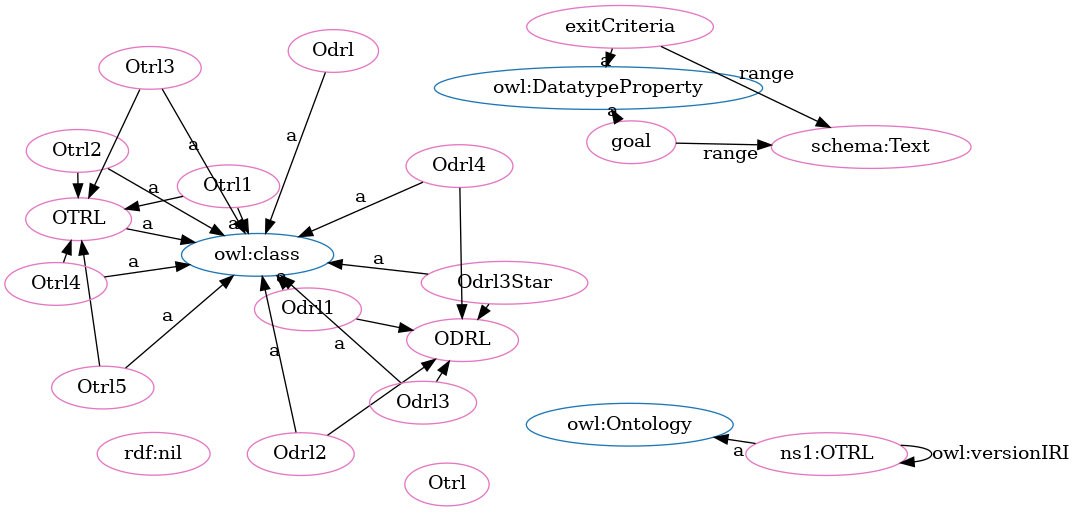 exitCriteria
Odrl
Otrl3
range
a
owl:DatatypeProperty
a
a
goal
schema:Text
range
a
Otrl2
Odrl4
Otrl1
a
a
OTRL
a
a
owl:class
a
a
a
Otrl4
Odrl3Star
Odrl1
a
ODRL
a
a
Otrl5
Odrl3
owl:Ontology
rdf:nil
Odrl2
a
ns1:OTRL
owl:versionIRI
Otrl